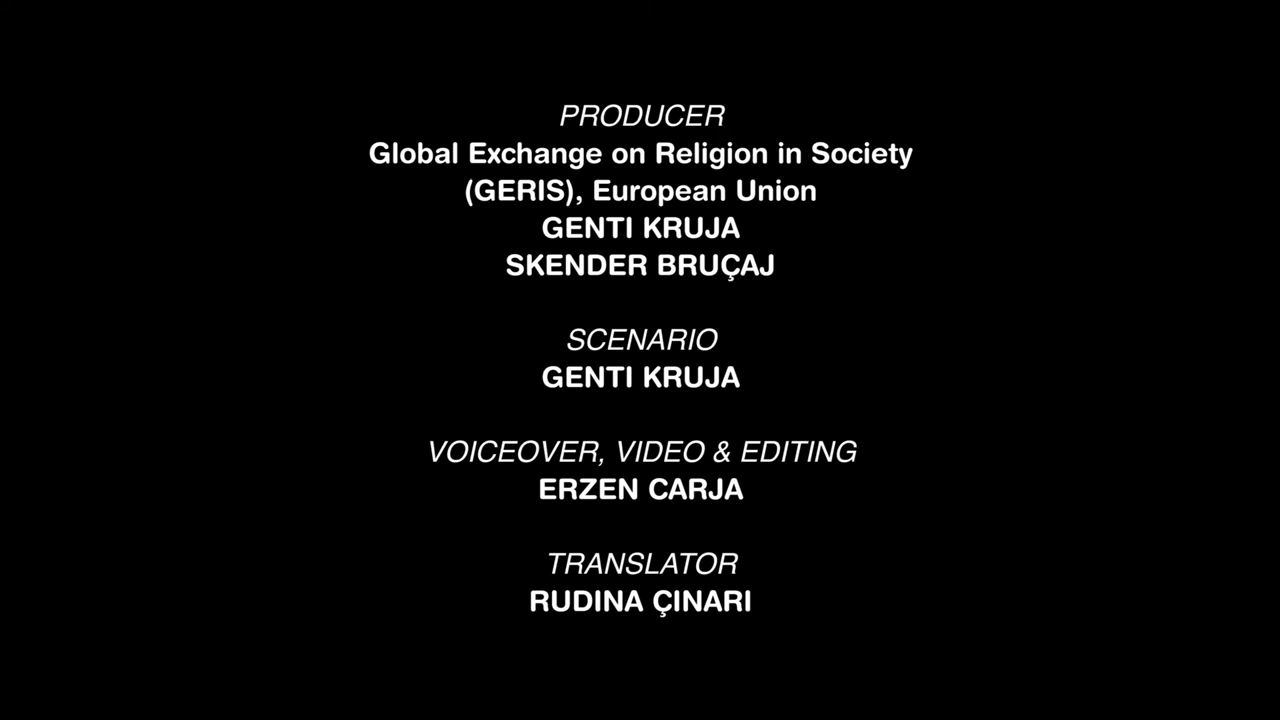 PRODUCER
Global Exchange on Religion in Society
(GERIS), European Union
GENTI KRUJA
SKENDER BRUÇAJ
SCENARIO
GENTI KRUJA
VOICEOVER, VIDEO & EDITING
ERZEN CARJA
TRANSLATOR
RUDINA ÇINARI